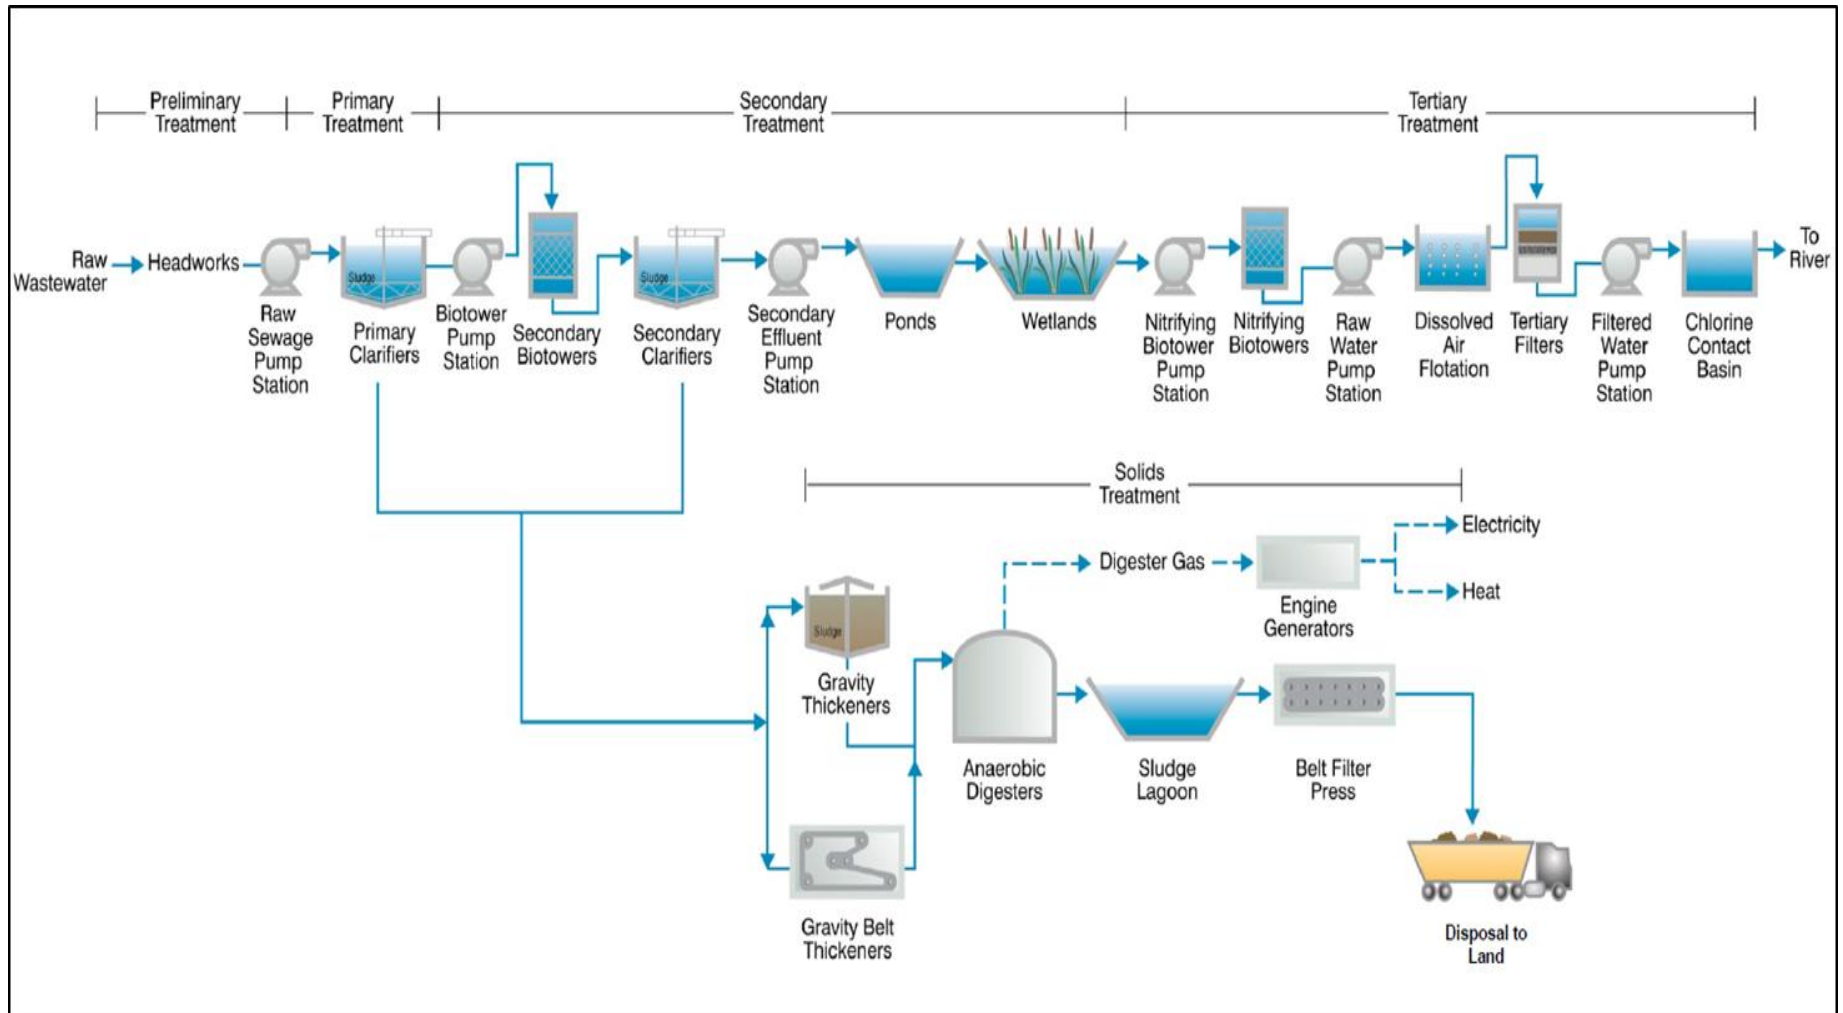 Preliminary
Treatment
Primary
Treatment
Secondary
Treatment
Tertiary
Treatment
Raw
Wastewater
Headworks
Raw
Sewage
Pump
Station
Sludge
Primary
Clarifiers
Biotower
Pump
Station
Secondary
Biotowers
Sludge
Secondary
Clarifiers
Secondary
Effluent
Pump
Station
Ponds
Wetlands
Nitrifying
Biotower
Pump
Station
Nitrifying
Biotowers
Raw
Water
Pump
Station
Dissolved
Air
Flotation
Tertiary
Filters
Filtered
Water
Pump
Station
Chlorine
Contact
Basin
To
River
Solids
Treatment
Sludge
Gravity
Thickeners
Gravity Belt
Thickeners
Anaerobic
Digesters
Digester Gas
Engine
Generators
Electricity
Heat
Sludge
Lagoon
Belt Filter
Press
Disposal to
Land